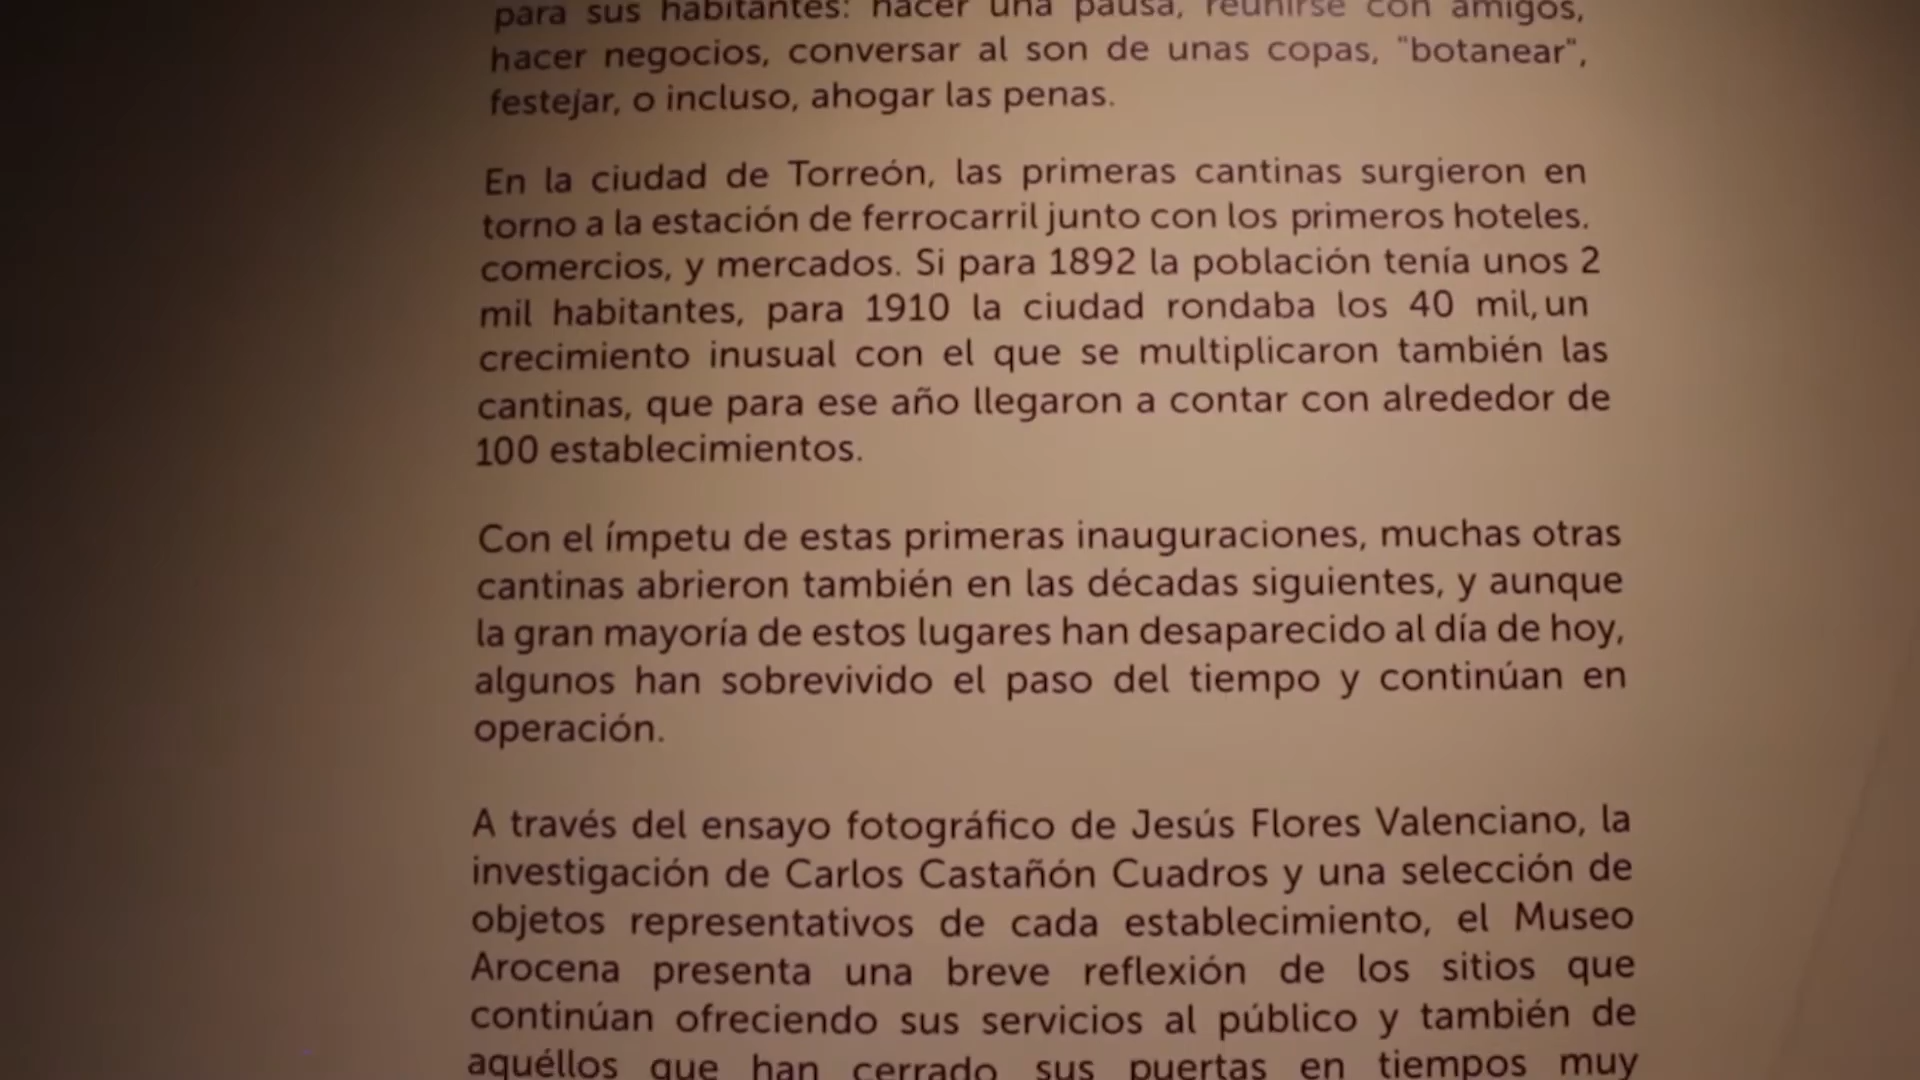 para sus habitantes: hacer una pausa, reunirse con amigos,
hacer negocios, conversar al son de unas copas, "botanear",
festejar, o incluso, ahogar las penas.
En la ciudad de Torreón, las primeras cantinas surgieron en
torno a la estación de ferrocarril junto con los primeros hoteles.
comercios, y mercados. Si para 1892 la población tenía unos 2
mil habitantes, para 1910 la ciudad rondaba los 40 mil, un
crecimiento inusual con el que se multiplicaron también las
cantinas, que para ese año llegaron a contar con alrededor de
100 establecimientos.
Con el ímpetu de estas primeras inauguraciones, muchas otras
cantinas abrieron también en las décadas siguientes, y aunque
la gran mayoría de estos lugares han desaparecido al día de hoy,
algunos han sobrevivido el paso del tiempo y continúan en
operación.
A través del ensayo fotográfico de Jesús Flores Valenciano, la
investigación de Carlos Castañón Cuadros y una selección de
objetos representativos de cada establecimiento, el Museo
Arocena presenta una breve reflexión de los sitios que
continúan ofreciendo sus servicios al público y también de
aquéllos que han cerrado sus puertas en tiempos muy